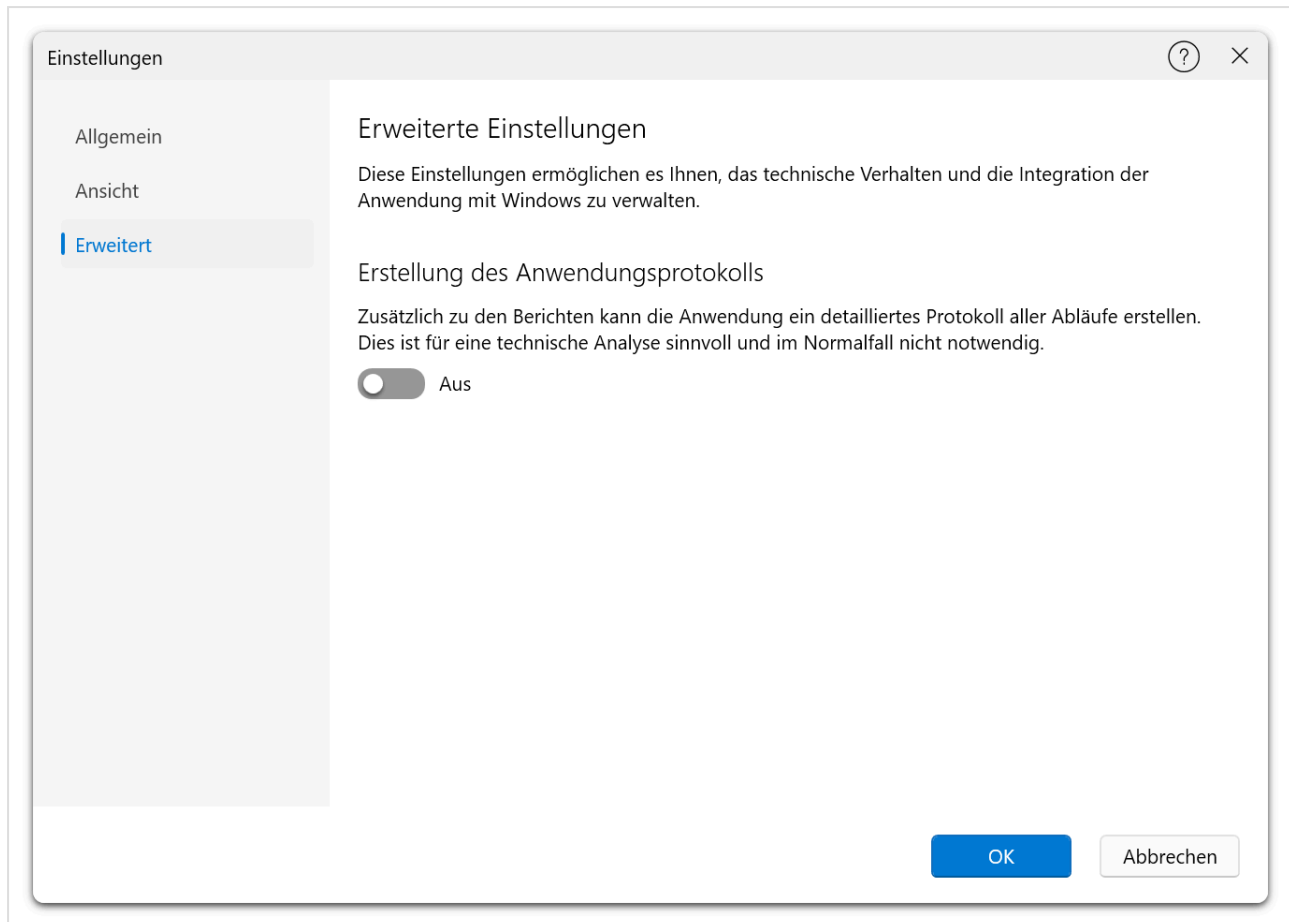 Einstellungen
?
Allgemein
Ansicht
Erweitert
Erweiterte Einstellungen
Diese Einstellungen ermöglichen es Ihnen, das technische Verhalten und die Integration der
Anwendung mit Windows zu verwalten.
Erstellung des Anwendungsprotokolls
Zusätzlich zu den Berichten kann die Anwendung ein detailliertes Protokoll aller Abläufe erstellen.
Dies ist für eine technische Analyse sinnvoll und im Normalfall nicht notwendig.
Aus
OK
Abbrechen